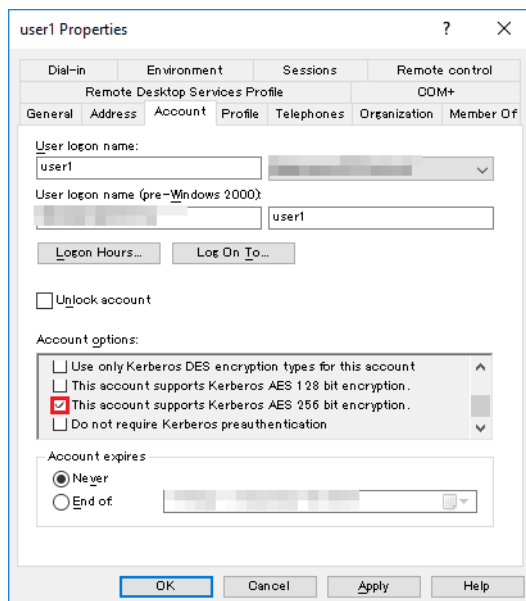 user1 Properties
?
Dial-in Environment Sessions Remote control
Remote Desktop Services Profile COM+
General Address Account Profile Telephones Organization Member Of
User logon name:
user1
User logon name (pre-Windows 2000):
user1
Logon Hours... Log On To...
Unlock account
Account options:
Use only Kerberos DES encryption types for this account
This account supports Kerberos AES 128 bit encryption.
This account supports Kerberos AES 256 bit encryption.
Do not require Kerberos preauthentication
Account expires
Never
End of:
OK Cancel Apply Help